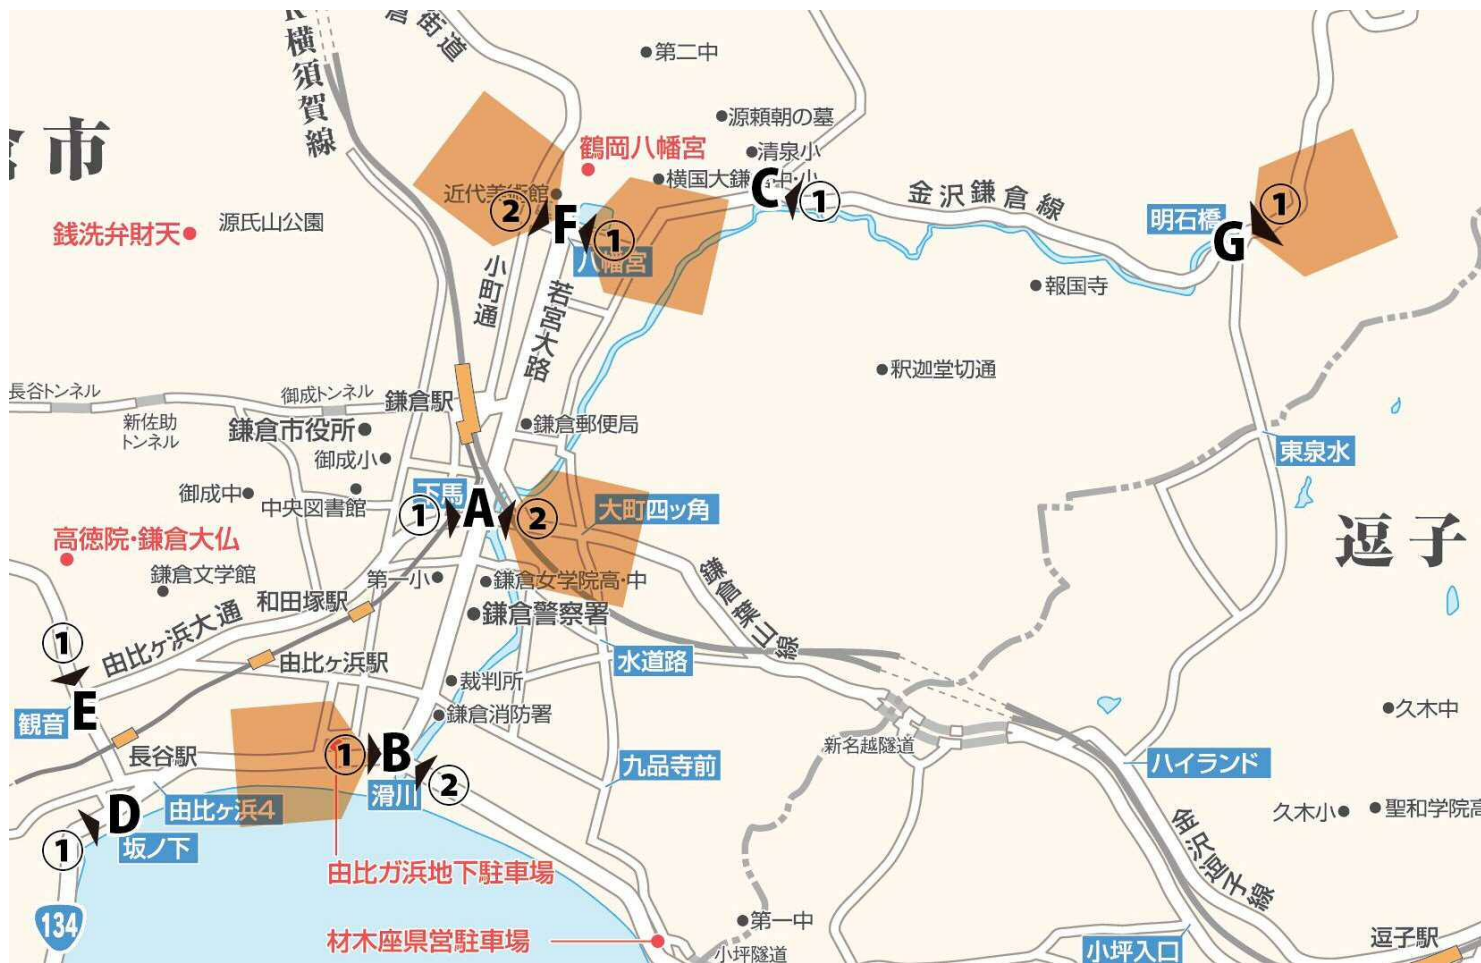 横須賀線
倉街道
第二中
源頼朝の墓
市
鶴岡八幡宮
清泉小
横国大鎌倉中・小
C
①
金沢鎌倉線
近代美術館
②
F
①
八幡宮
明石橋
①
G
銭洗弁財天
源氏山公園
小町通
若宮大路
報国寺
釈迦堂切通
長谷トンネル
御成トンネル
新佐助
トンネル
鎌倉駅
鎌倉市役所
鎌倉郵便局
御成小
東泉水
御成中
中央図書館
下馬
①
A
②
大町四ッ角
逗子
高徳院・鎌倉大仏
鎌倉文学館
第一小
鎌倉女学院高・中
鎌倉葉山線
和田塚駅
鎌倉警察署
①
由比ヶ浜大通
由比ヶ浜駅
水道路
E
観音
裁判所
鎌倉消防署
久木中
長谷駅
①
B
新名越隧道
九品寺前
ハイランド
②
滑川
由比ヶ浜4
D
坂ノ下
①
久木小
聖和学院高
金沢逗子線
由比ガ浜地下駐車場
134
材木座県営駐車場
第一中
小坪隧道
小坪入口
逗子駅